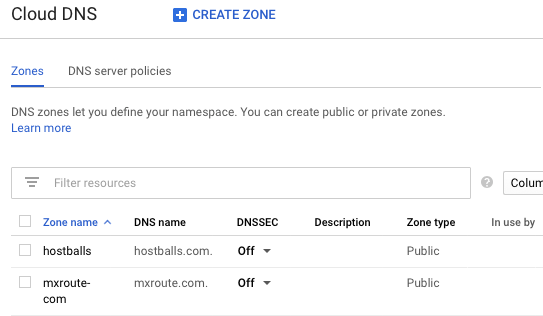 Cloud DNS
CREATE ZONE
Zones DNS server policies
DNS zones let you define your namespace. You can create public or private zones.
Learn more
Filter resources
Colum
Zone name DNS name DNSSEC Description Zone type In use by
hostballs hostballs.com. Off Public
mxroute- mxroute.com. Off Public
com